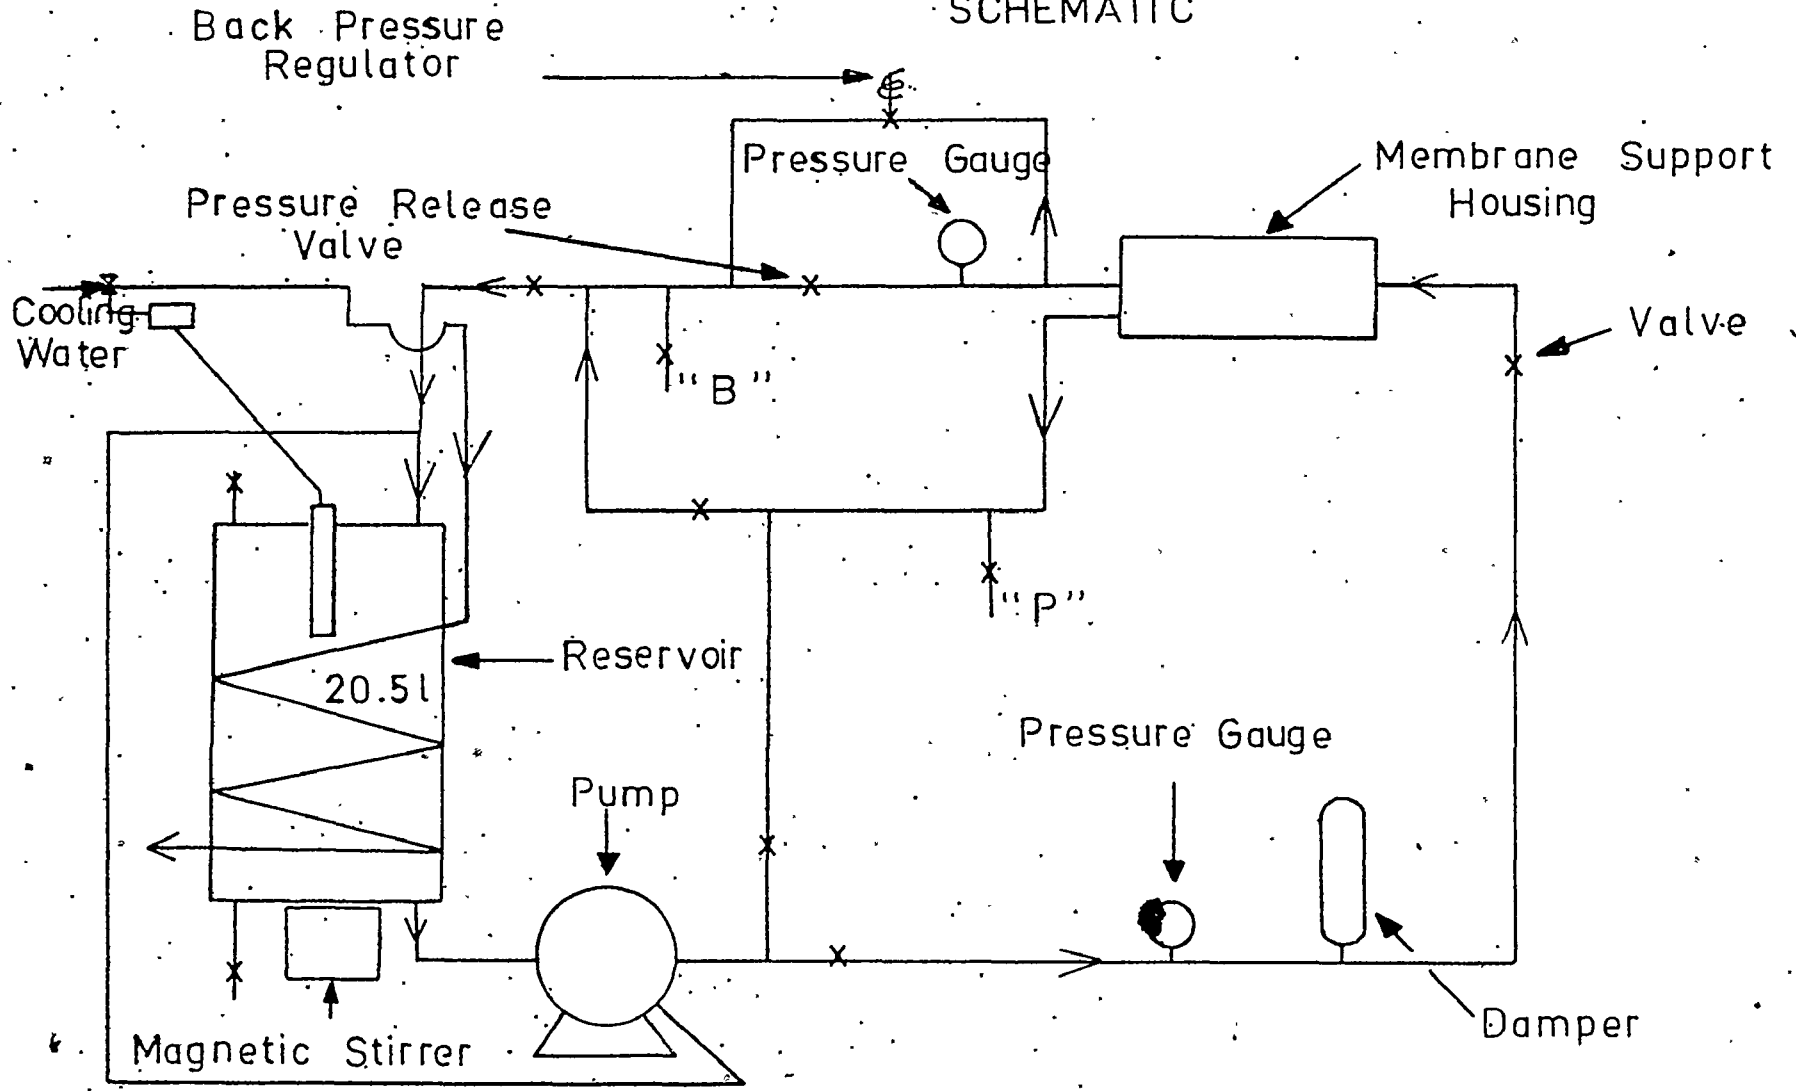 SCHEMATIC
Back Pressure
Regulator
Pressure Gauge
Membrane Support
Housing
Pressure Release
Valve
Cooling
Water
Valve
"B"
"P"
Reservoir
20.5l
Pressure Gauge
Pump
Damper
Magnetic Stirrer